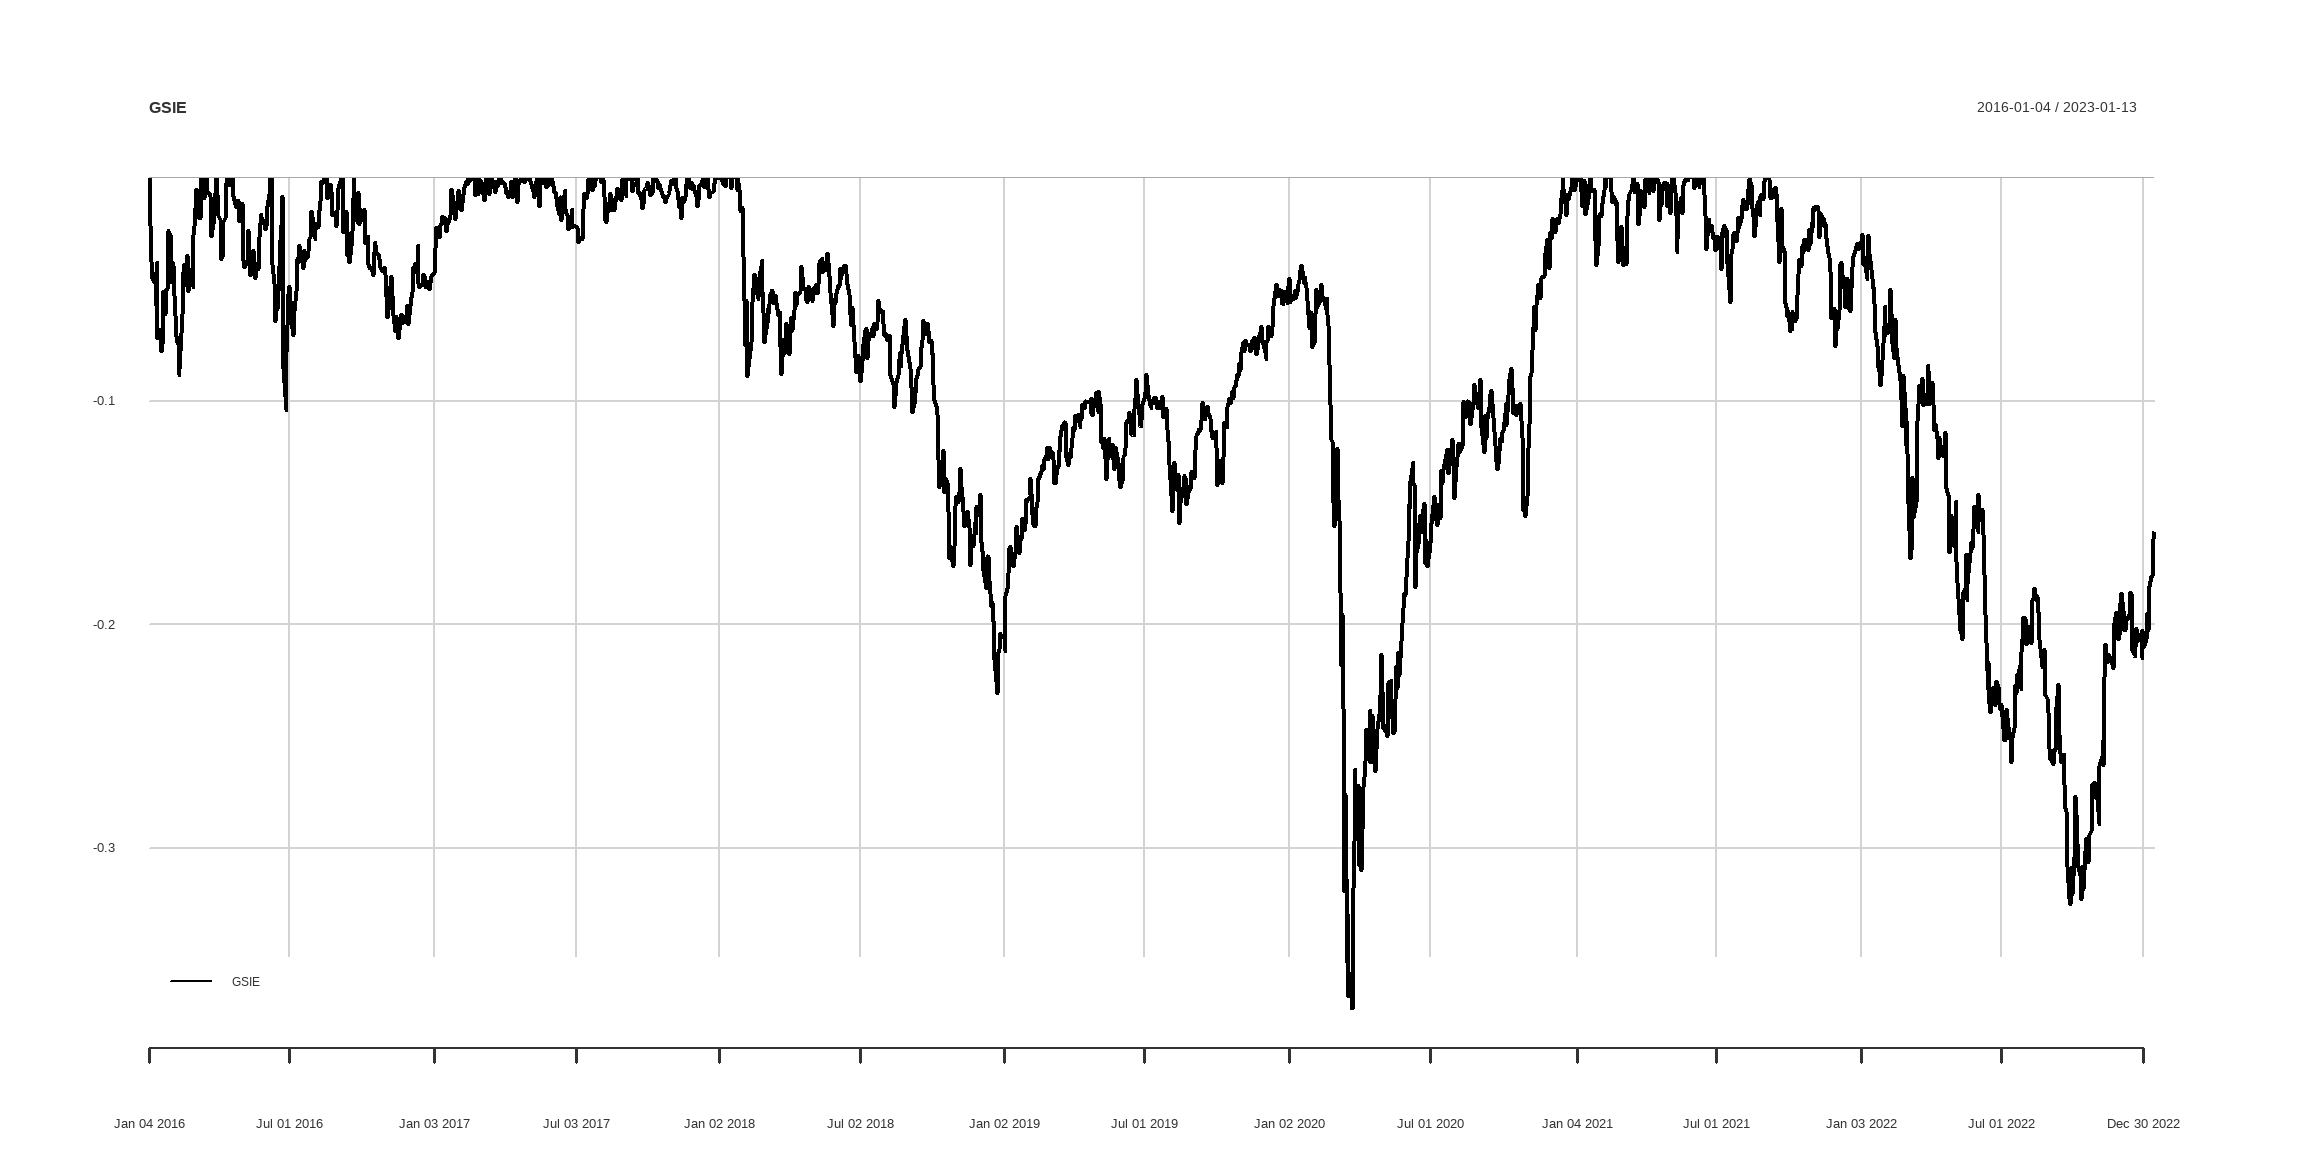 GSIE
2016-01-04 / 2023-01-13
-0.1
-0.2
-0.3
GSIE
Jan 04 2016
Jul 01 2016
Jan 03 2017
Jul 03 2017
Jan 02 2018
Jul 02 2018
Jan 02 2019
Jul 01 2019
Jan 02 2020
Jul 01 2020
Jan 04 2021
Jul 01 2021
Jan 03 2022
Jul 01 2022
Dec 30 2022